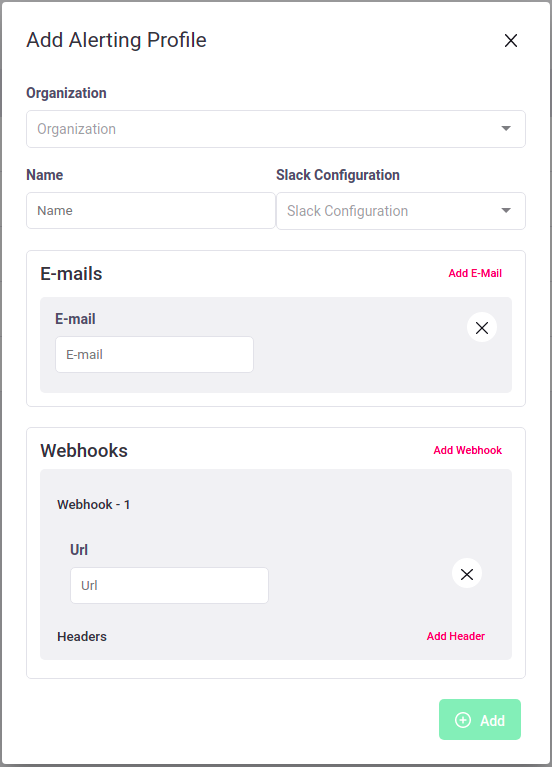 Add Alerting Profile
Organization
Organization
Name Slack Configuration
Name Slack Configuration
E-mails Add E-Mail
E-mail
E-mail
Webhooks Add Webhook
Webhook - 1
Url
Url
Headers Add Header
Add